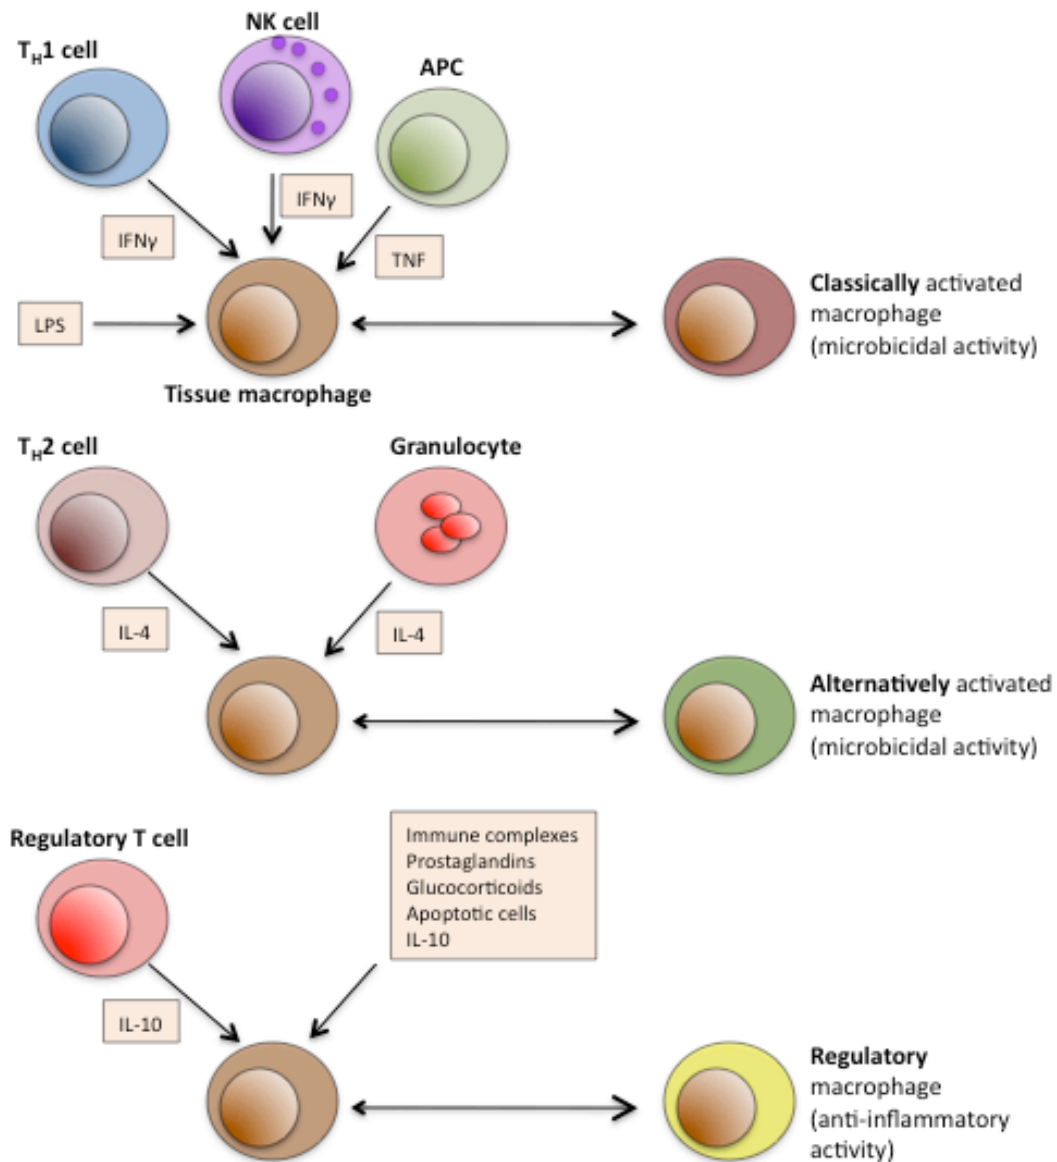 NK cell
T_H1 cell
APC
IFNγ
IFNγ
TNF
LPS
Classically activated
macrophage
(microbicidal activity)
Tissue macrophage
T_H2 cell
Granulocyte
IL-4
IL-4
Alternatively activated
macrophage
(microbicidal activity)
Regulatory T cell
Immune complexes
Prostaglandins
Glucocorticoids
Apoptotic cells
IL-10
IL-10
Regulatory
macrophage
(anti-inflammatory
activity)